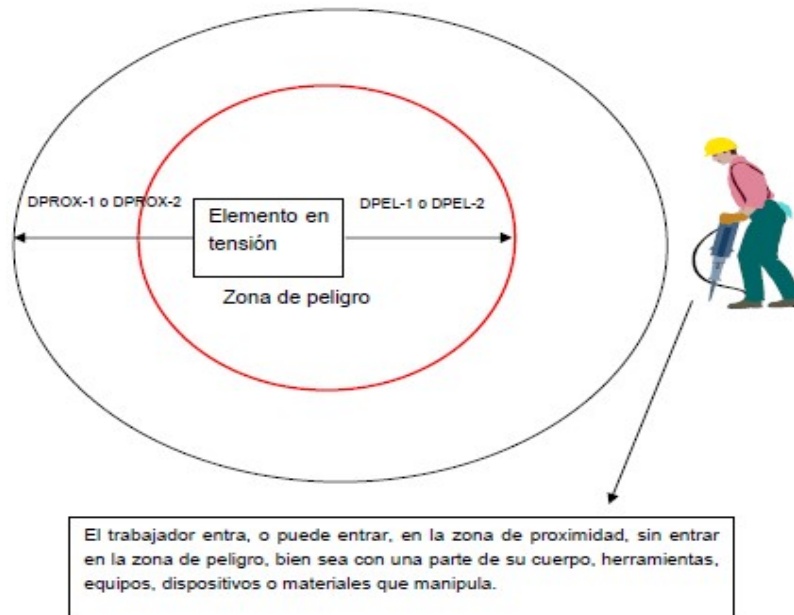 DPROX-1 o DPROX-2
Elemento en
tensión
DPEL-1 o DPEL-2
Zona de peligro
El trabajador entra, o puede entrar, en la zona de proximidad, sin entrar
en la zona de peligro, bien sea con una parte de su cuerpo, herramientas,
equipos, dispositivos o materiales que manipula.